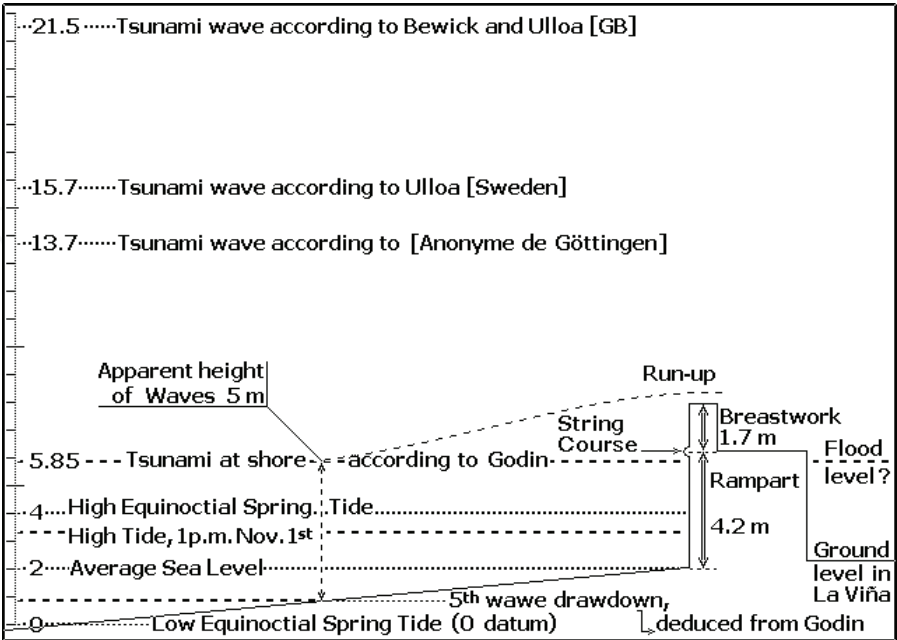 21.5 Tsunami wave according to Bewick and Ulloa [GB]
15.7 Tsunami wave according to Ulloa [Sweden]
13.7 Tsunami wave according to [Anonyme de Göttingen]
Apparent height
of Waves 5 m
Run-up
String
Course
Breastwork
1.7 m
5.85 Tsunami at shore according to Godin
Flood
level?
Rampart
4.2 m
4 High Equinoctial Spring Tide
High Tide, 1p.m. Nov. 1st
2 Average Sea Level
Ground
level in
La Viña
5th wawe drawdown,
deduced from Godin
0 Low Equinoctial Spring Tide (0 datum)